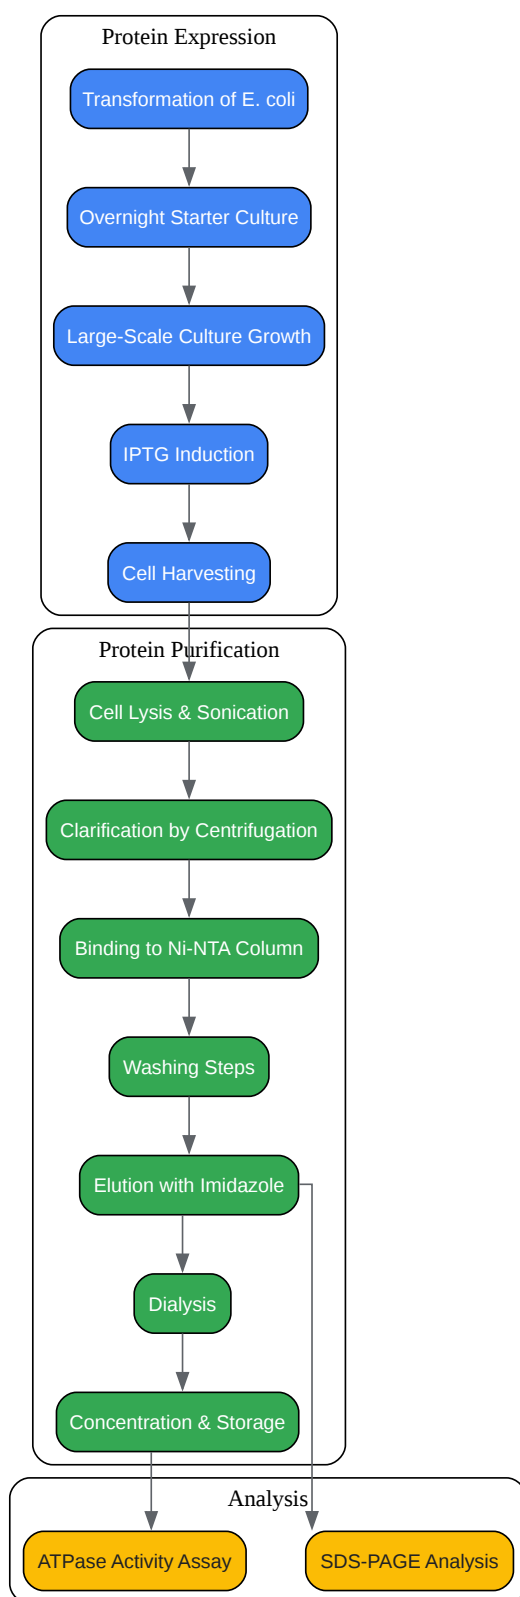 Protein Expression
Transformation of E. coli
Overnight Starter Culture
Large-Scale Culture Growth
IPTG Induction
Cell Harvesting
Protein Purification
Cell Lysis & Sonication
Clarification by Centrifugation
Binding to Ni-NTA Column
Washing Steps
Elution with Imidazole
Dialysis
Concentration & Storage
Analysis
ATPase Activity Assay
SDS-PAGE Analysis